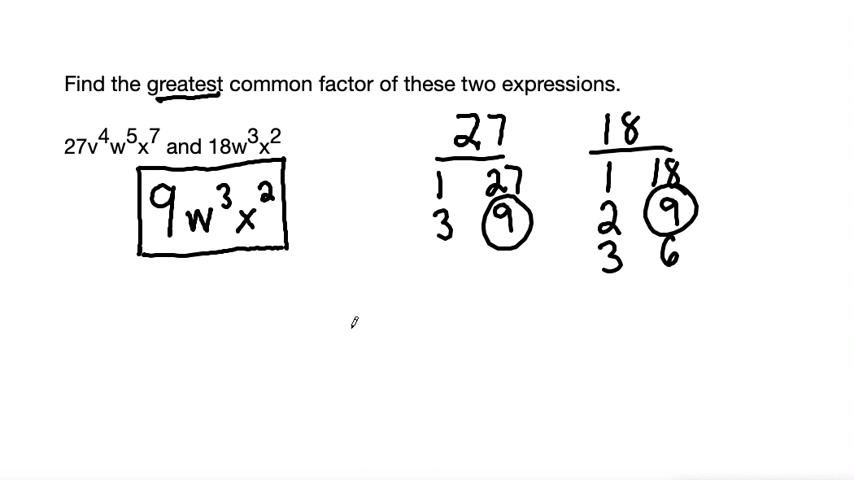 Find the greatest common factor of these two expressions.
27v⁴w⁵x⁷ and 18w³x²
9w³x²
27
1 27
3 9
18
1 18
2 9
3 6